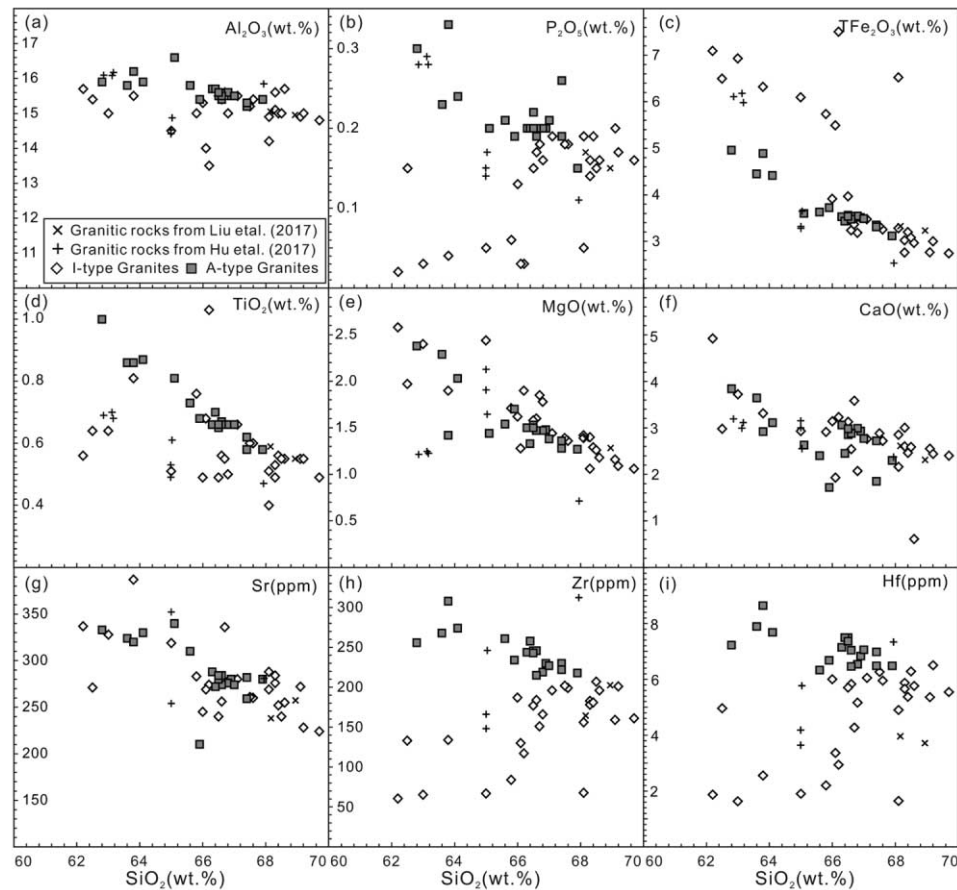 (a) Al₂O₃(wt.%)
17
16
15
14
13
12
11
× Granitic rocks from Liu etal. (2017)
+ Granitic rocks from Hu etal. (2017)
◇ I-type Granites ■ A-type Granites
(b) P₂O₅(wt.%)
0.3
0.2
0.1
(c) TFe₂O₃(wt.%)
7
6
5
4
3
(d) TiO₂(wt.%)
1.0
0.8
0.6
0.4
(e) MgO(wt.%)
2.5
2.0
1.5
1.0
0.5
(f) CaO(wt.%)
5
4
3
2
1
(g) Sr(ppm)
350
300
250
200
150
(h) Zr(ppm)
300
250
200
150
100
50
(i) Hf(ppm)
8
6
4
2
60 62 64 66 68 70
SiO₂(wt.%)
60 62 64 66 68 70
SiO₂(wt.%)
60 62 64 66 68 70
SiO₂(wt.%)